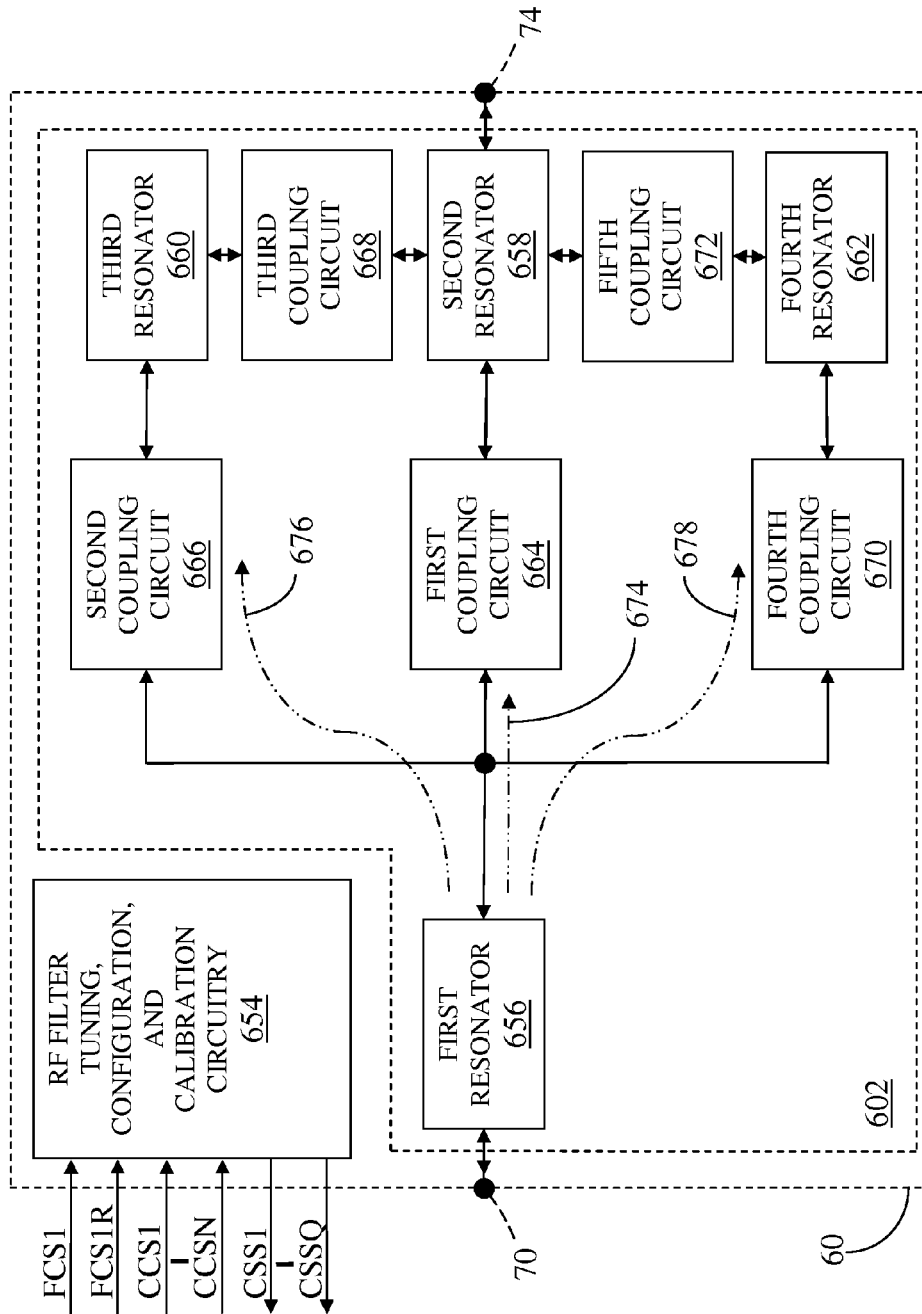 FCS1
FCS1R
CCS1
CCSN
CSS1
CSSQ
RF FILTER
TUNING,
CONFIGURATION,
AND
CALIBRATION
CIRCUITRY
654
SECOND
COUPLING
CIRCUIT
666
THIRD
RESONATOR
660
THIRD
COUPLING
CIRCUIT
668
676
74
70
FIRST
RESONATOR
656
FIRST
COUPLING
CIRCUIT
664
SECOND
RESONATOR
658
674
FIFTH
COUPLING
CIRCUIT
672
678
FOURTH
COUPLING
CIRCUIT
670
FOURTH
RESONATOR
662
602
60